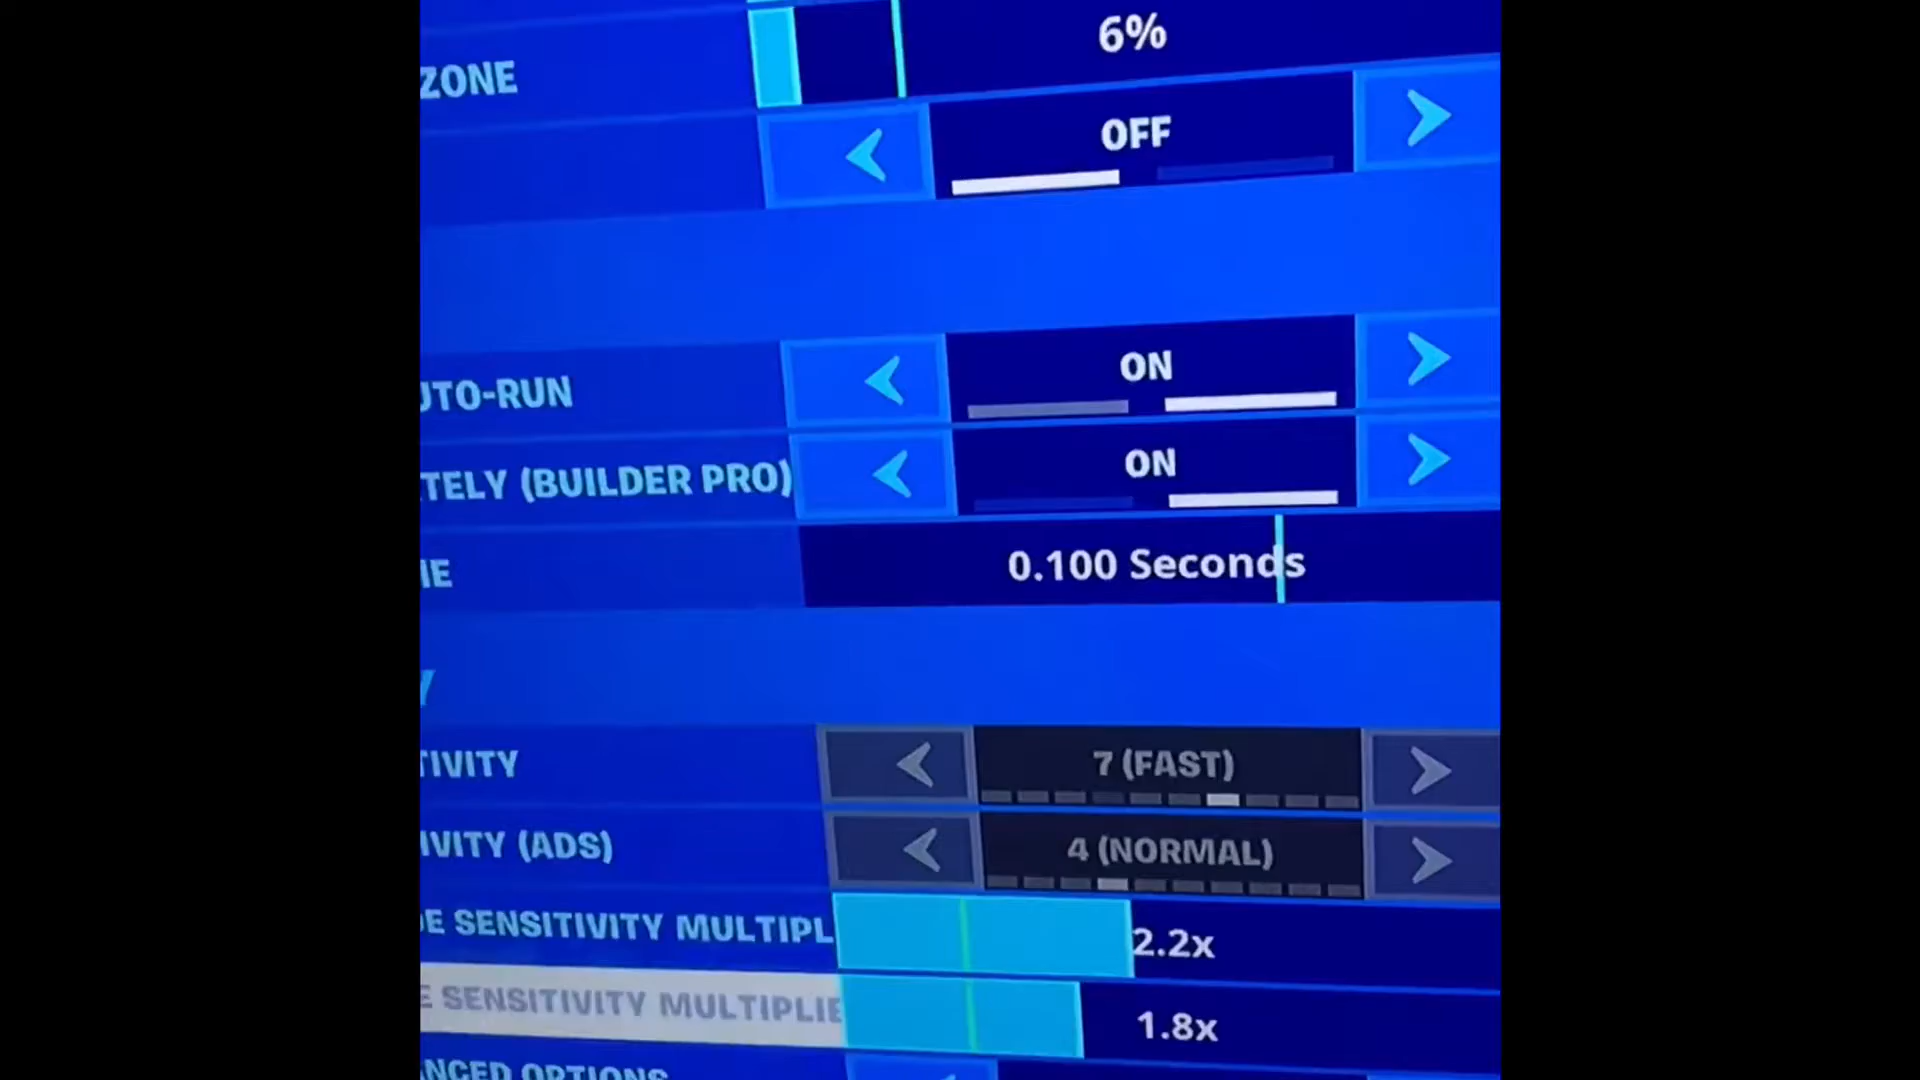 ZONE 6%
OFF
UTO-RUN ON
TELY (BUILDER PRO) ON
IE 0.100 Seconds
Y
TIVITY 7 (FAST)
IVITY (ADS) 4 (NORMAL)
DE SENSITIVITY MULTIPL 2.2x
E SENSITIVITY MULTIPLIE 1.8x
NCED OPTIONS